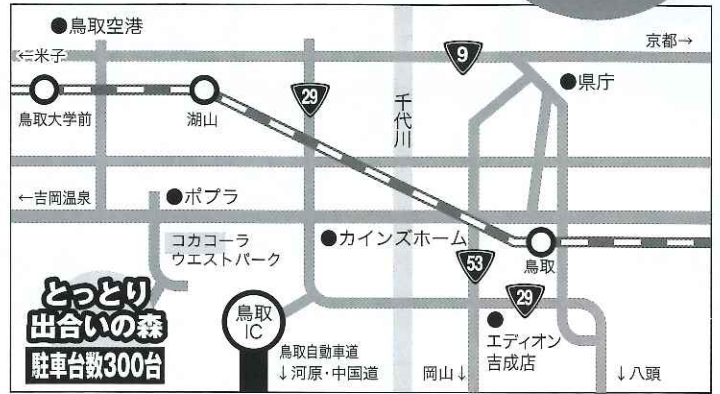 ●鳥取空港
⇐米子
9
京都→
29
●県庁
鳥取大学前
湖山
千代川
←吉岡温泉
●ポプラ
コカコーラ
ウエストパーク
●カインズホーム
鳥取
53
29
とっとり
出合いの森
駐車台数300台
鳥取
IC
鳥取自動車道
↓河原・中国道
岡山↓
●
エディオン
吉成店
↓八頭